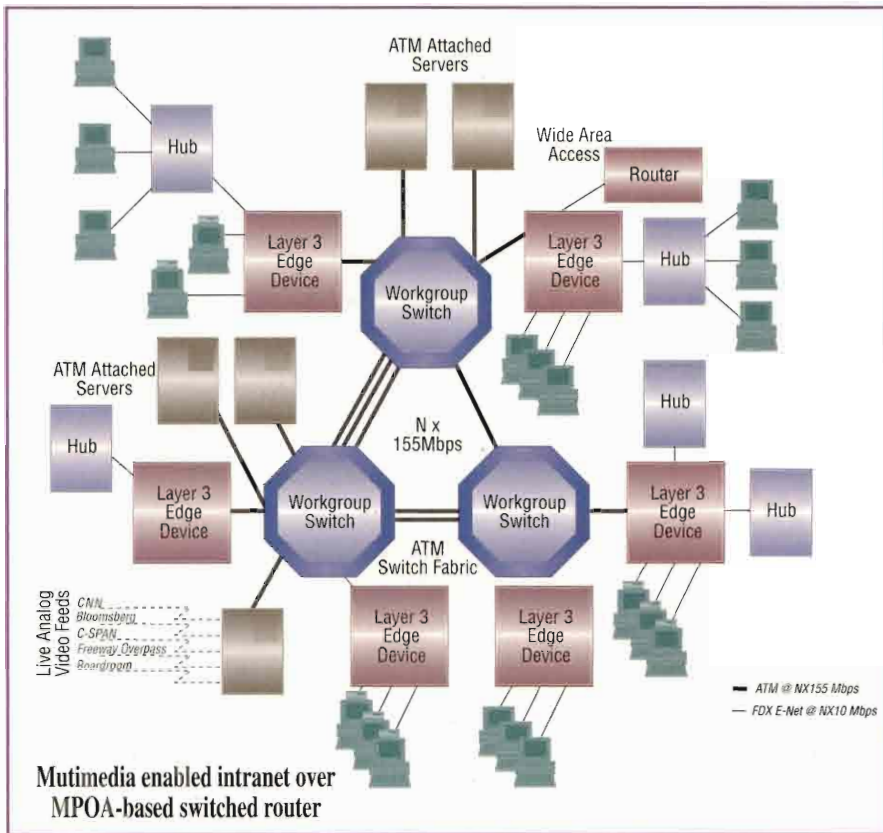 ATM Attached
Servers
Hub
Wide Area
Access
Router
Layer 3
Edge
Device
Layer 3
Edge
Device
Hub
Workgroup
Switch
ATM Attached
Servers
Hub
N x
155Mbps
Hub
Layer 3
Edge
Device
Workgroup
Switch
Workgroup
Switch
Layer 3
Edge
Device
Hub
ATM
Switch Fabric
Live Analog
Video Feeds
CNN
Bloomsberg
C-SPAN
Freeway Overpass
Boardroom
Layer 3
Edge
Device
Layer 3
Edge
Device
ATM @ NX155 Mbps
FDX E-Net @ NX10 Mbps
Mutimedia enabled intranet over
MPOA-based switched router